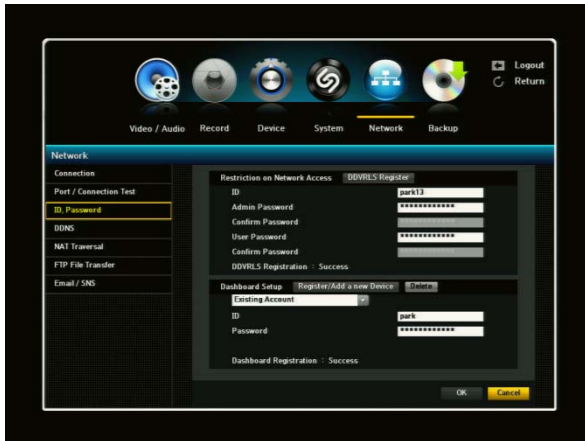 Logout
Return
Video / Audio Record Device System Network Backup
Network
Connection
Port / Connection Test
ID, Password
DDNS
NAT Traversal
FTP File Transfer
Email / SNS
Restriction on Network Access DDVRLS Register
ID park13
Admin Password ************
Confirm Password ************
User Password ************
Confirm Password ************
DDVRLS Registration : Success
Dashboard Setup Register/Add a new Device Delete
Existing Account
ID park
Password ************
Dashboard Registration : Success
OK Cancel